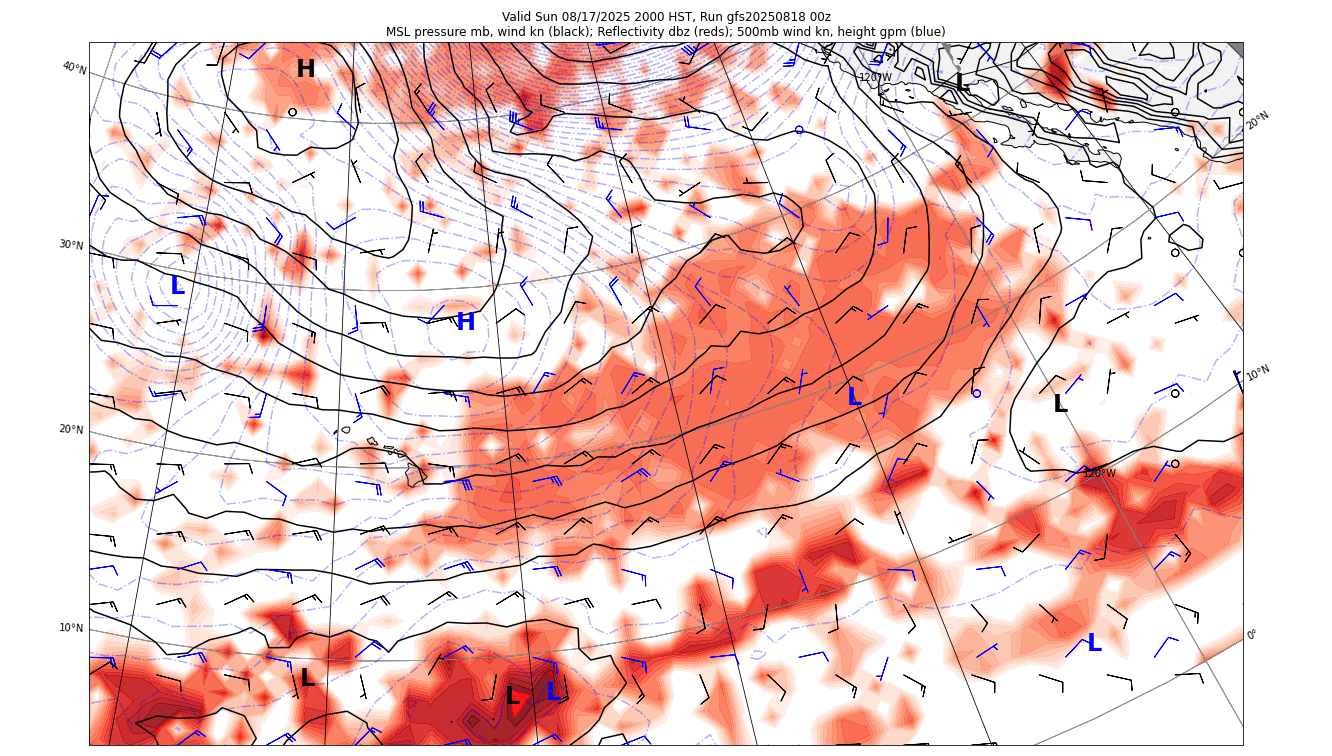 Valid Sun 08/17/2025 2000 HST, Run gfs20250818 00z
MSL pressure mb, wind kn (black); Reflectivity dbz (reds); 500mb wind kn, height gpm (blue)
40°N
H
120°W
L
20°N
30°N
L
H
10°N
L
L
20°N
120°W
10°N
0°
L
L
L
L